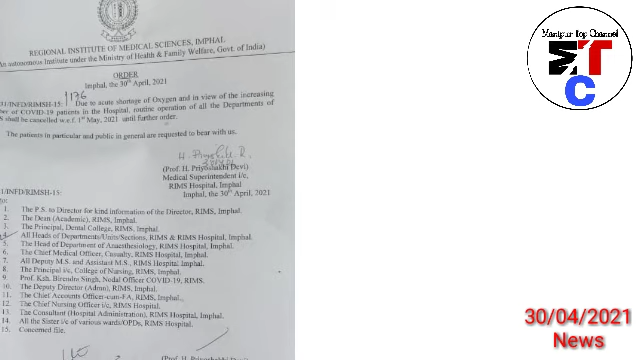 REGIONAL INSTITUTE OF MEDICAL SCIENCES, IMPHAL
An autonomous Institute under the Ministry of Health & Family Welfare, Govt. of India)
ORDER
Imphal, the 30th April, 2021
31/INFD/RIMSH-15: 1136 Due to acute shortage of Oxygen and in view of the increasing
ber of COVID-19 patients in the Hospital, routine operation of all the Departments of
S shall be cancelled w.e.f. 1st May, 2021 until further order.
The patients in particular and public in general are requested to bear with us.
(Prof. H. Priyoshakhi Devi)
Medical Superintendent i/c,
RIMS Hospital, Imphal
Imphal, the 30th April, 2021
1/INFD/RIMSH-15:
to:
1. The P.S to Director for kind information of the Director, RIMS, Imphal.
2. The Dean (Academic), RIMS, Imphal.
3. The Principal, Dental College, RIMS, Imphal.
4. All Heads of Departments/Units/Sections, RIMS & RIMS Hospital, Imphal.
5. The Head of Department of Anaesthesiology, RIMS Hospital, Imphal.
6. The Chief Medical Officer, Casualty, RIMS Hospital, Imphal.
7. All Deputy M.S and Assistant M.S., RIMS Hospital Imphal.
8. The Principal i/c, College of Nursing, RIMS, Imphal.
9. Prof. Ksh. Birendra Singh, Nodal Officer COVID-19, RIMS.
10. The Deputy Director (Admn), RIMS, Imphal.
11. The Chief Accounts Officer-cum-FA, RIMS, Imphal.
12. The Chief Nursing Officer i/c, RIMS Hospital.
13. The Consultant (Hospital Administration), RIMS Hospital, Imphal
14. All the Sister i/c of various wards/OPDs, RIMS Hospital.
15. Concerned file.
Manipur Top Channel
MTC
30/04/2021
News